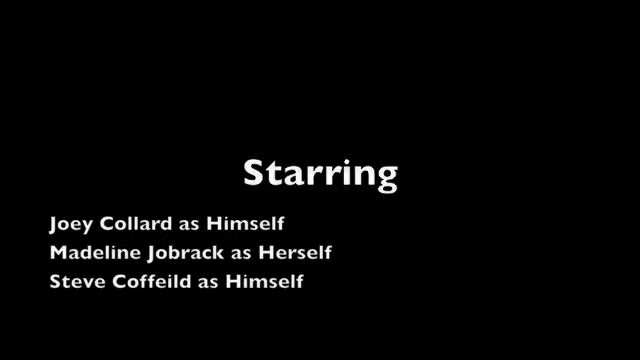 Starring
Joey Collard as Himself
Madeline Jobrack as Herself
Steve Coffeild as Himself